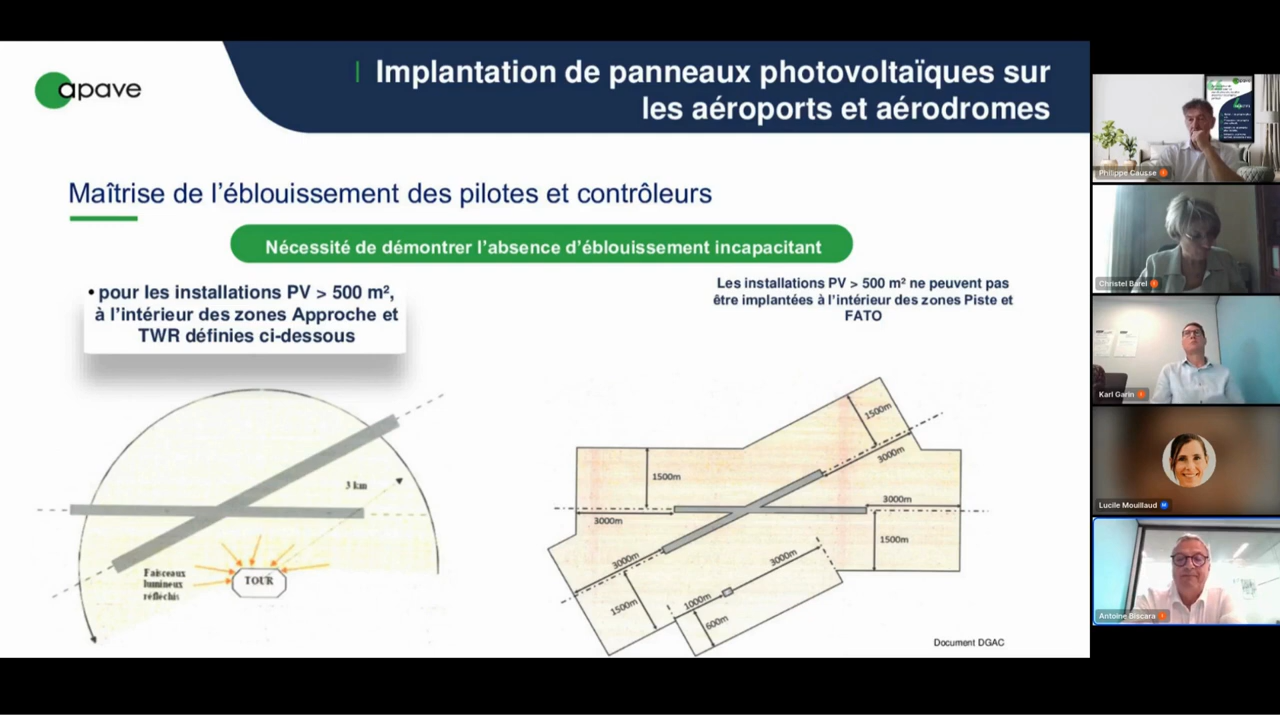 apave
Implantation de panneaux photovoltaïques sur
les aéroports et aérodromes
Maîtrise de l'éblouissement des pilotes et contrôleurs
Nécessité de démontrer l'absence d'éblouissement incapacitant
• pour les installations PV > 500 m²,
à l'intérieur des zones Approche et
TWR définies ci-dessous
Les installations PV > 500 m² ne peuvent pas
être implantées à l'intérieur des zones Piste et
FATO
3 km
Faisceaux
lumineux
réfléchis
TOUR
1500m
3000m
1500m
3000m
3000m
1500m
3000m
3000m
1500m
1000m
600m
Document DGAC
Philippe Causse
Christel Barel
Karl Garin
Lucile Mouillaud
Antoine Biscara